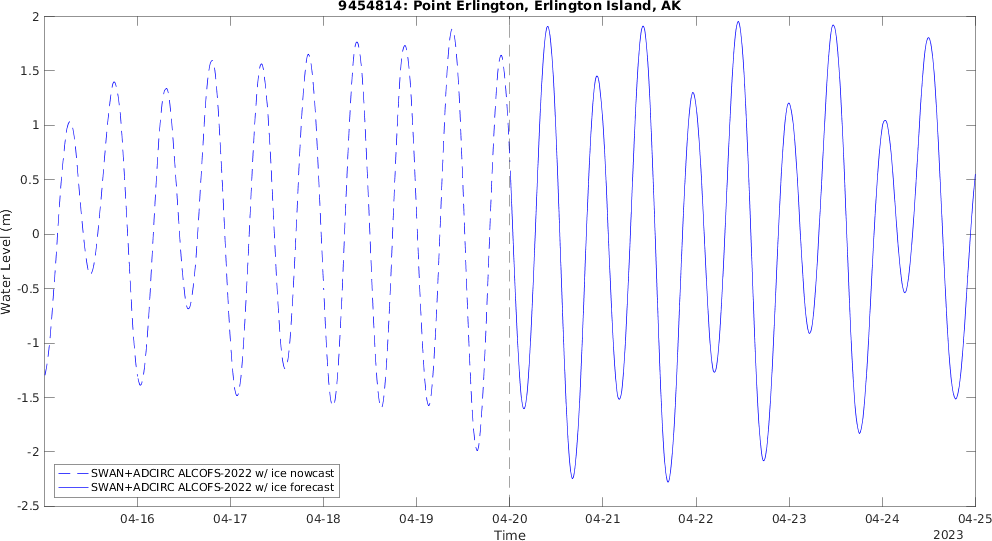 9454814: Point Erlington, Erlington Island, AK
2
1.5
1
0.5
0
-0.5
-1
-1.5
-2
-2.5
Water Level (m)
SWAN+ADCIRC ALCOFS-2022 w/ ice nowcast
SWAN+ADCIRC ALCOFS-2022 w/ ice forecast
04-16 04-17 04-18 04-19 04-20 04-21 04-22 04-23 04-24 04-25
Time
2023